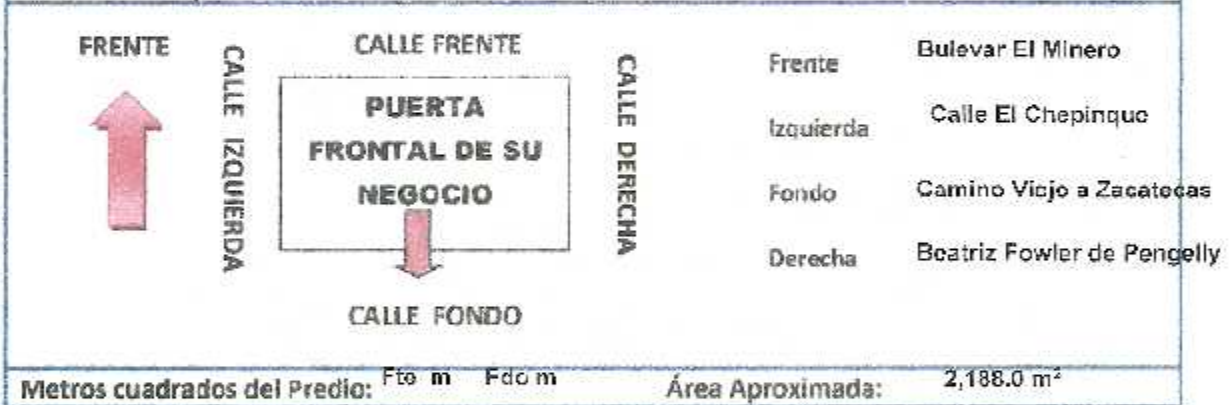 FRENTE
CALLE IZQUIERDA
CALLE FRENTE
PUERTA
FRONTAL DE SU
NEGOCIO
CALLE DERECHA
CALLE FONDO
Frente Bulevar El Minero
Izquierda Calle El Chepinque
Fondo Camino Viejo a Zacatecas
Derecha Beatriz Fowler de Pengelly
Metros cuadrados del Predio: Fte m Fdo m Área Aproximada: 2,188.0 m²